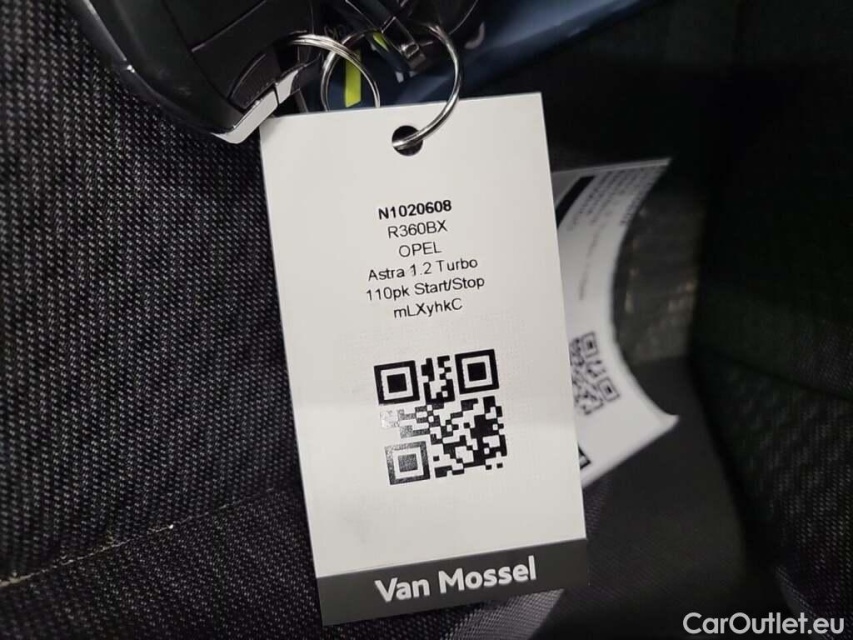 N1020608
R360BX
OPEL
Astra 1.2 Turbo
110pk Start/Stop
mLXyhkC
Van Mossel
CarOutlet.eu